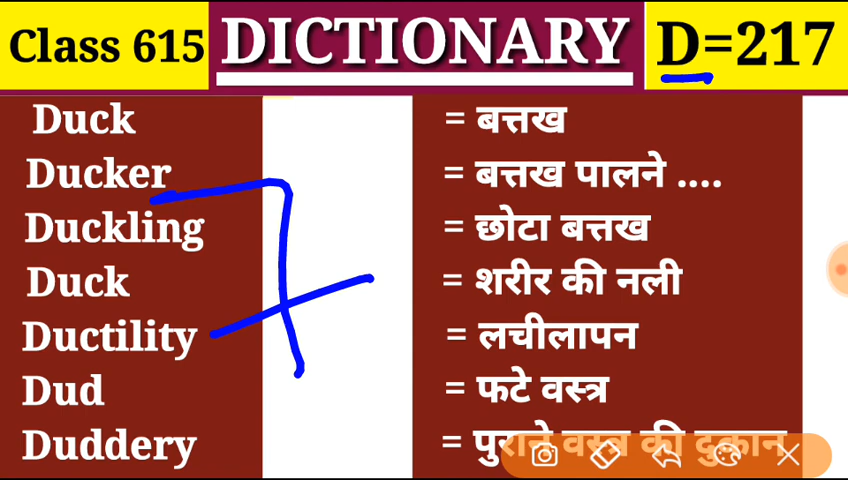 Class 615 DICTIONARY D=217
Duck = बत्तख
Ducker = बत्तख पालने ....
Duckling = छोटा बत्तख
Duck = शरीर की नली
Ductility = लचीलापन
Dud = फटे वस्त्र
Duddery = पुराने वस्त्र की दुकान